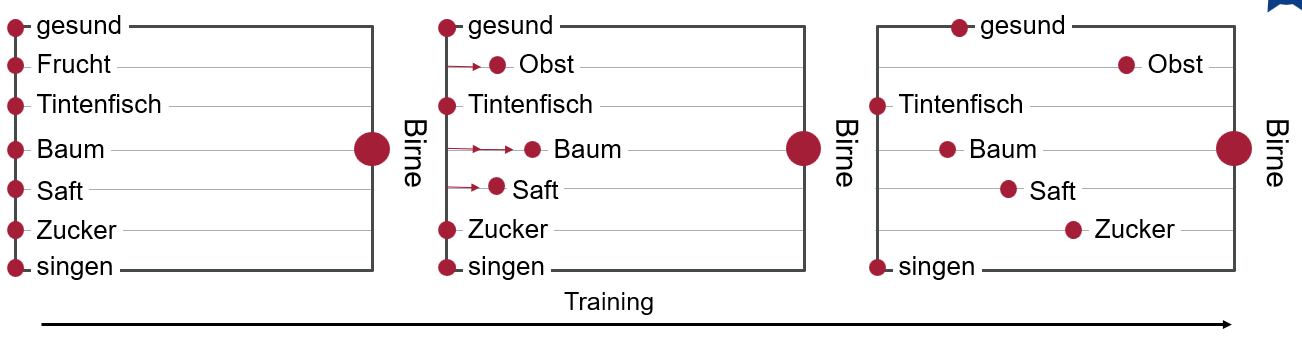 gesund
Frucht
Tintenfisch
Baum
Saft
Zucker
singen
Birne
gesund
Obst
Tintenfisch
Baum
Saft
Zucker
singen
Birne
gesund
Obst
Tintenfisch
Baum
Saft
Zucker
singen
Birne
Training